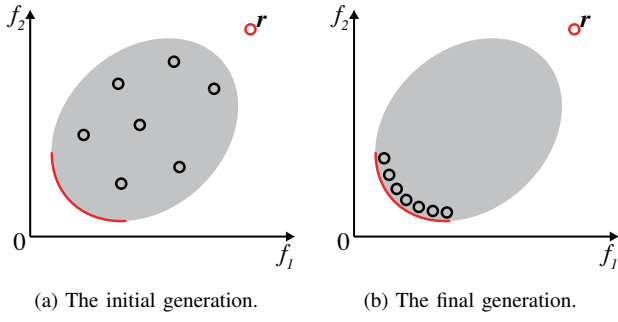 f₂
r
0
f₁
(a) The initial generation.
f₂
r
0
f₁
(b) The final generation.